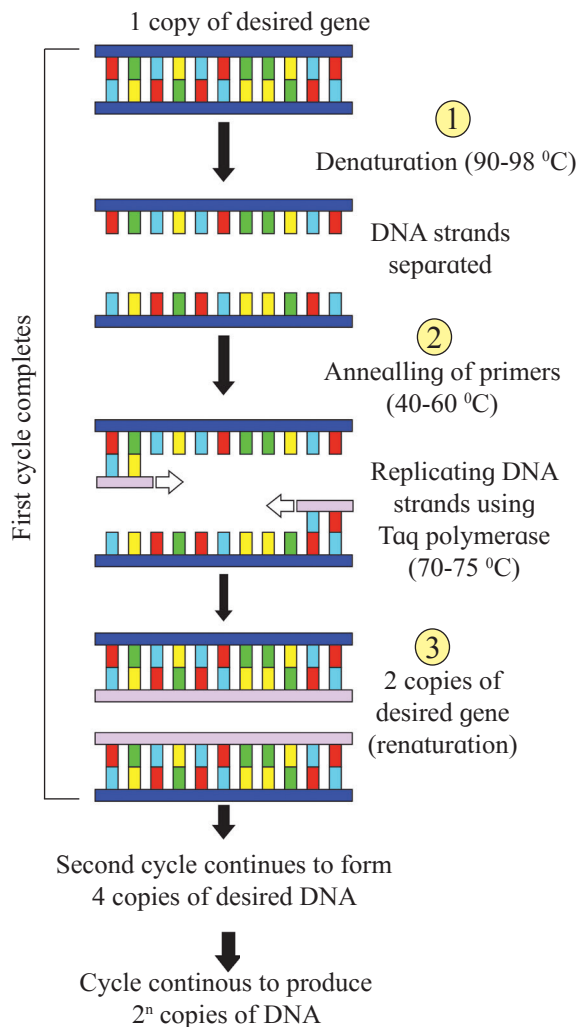 1 copy of desired gene
1
Denaturation (90-98 ⁰C)
DNA strands
separated
2
Annealling of primers
(40-60 ⁰C)
First cycle completes
Replicating DNA
strands using
Taq polymerase
(70-75 ⁰C)
3
2 copies of
desired gene
(renaturation)
Second cycle continues to form
4 copies of desired DNA
Cycle continous to produce
2ⁿ copies of DNA